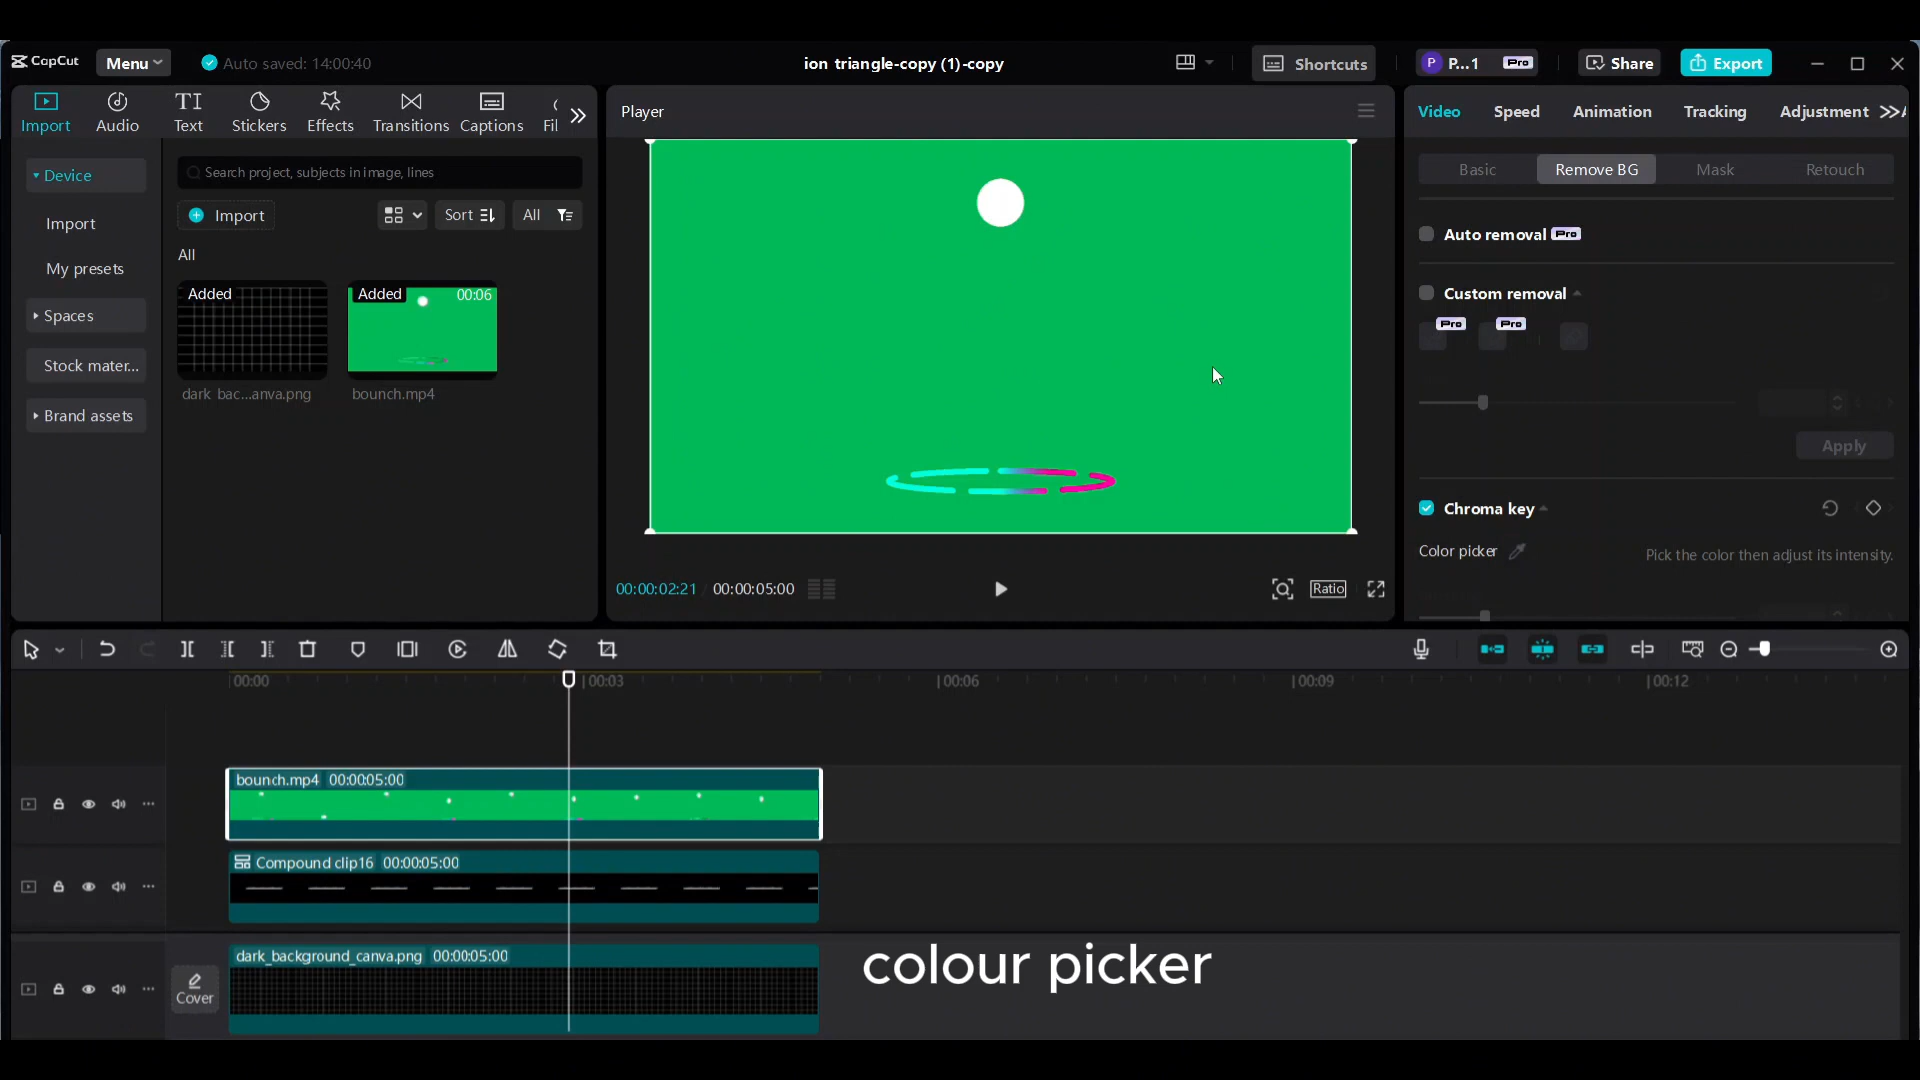 CapCut
Menu
Auto saved: 14:00:40
ion triangle-copy (1)-copy
Shortcuts
P P...1 Pro
Share
Export
Import
Audio
Text
Stickers
Effects
Transitions
Captions
Fil
Device
Import
My presets
Spaces
Stock mater...
Brand assets
Search project, subjects in image, lines
Import
Sort
All
All
Added
Added
00:06
dark bac...anva.png
bounch.mp4
Player
00:00:02:21
00:00:05:00
Ratio
Video
Speed
Animation
Tracking
Adjustment
Basic
Remove BG
Mask
Retouch
Auto removal Pro
Custom removal
Pro
Pro
Apply
Chroma key
Color picker
Pick the color then adjust its intensity.
00:00
00:03
00:06
00:09
00:12
bounch.mp4 00:00:05:00
Compound clip16 00:00:05:00
dark_background_canva.png 00:00:05:00
Cover
colour picker